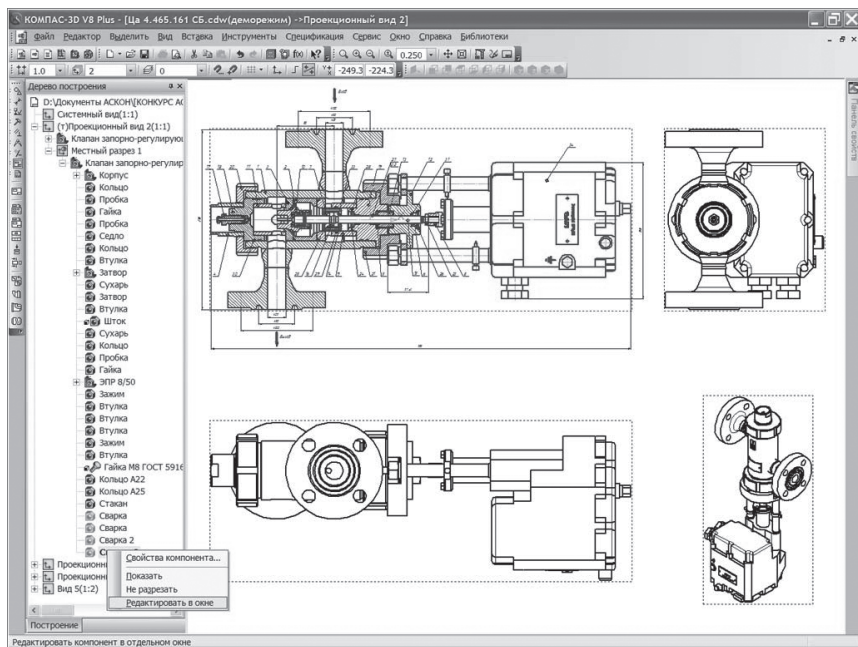 КОМПАС-3D V8 Plus - [Ца 4.465.161 СБ.cdw(деморежим) ->Проекционный вид 2]
Файл Редактор Выделить Вид Вставка Инструменты Спецификация Сервис Окно Справка Библиотеки
0.250
1.0 2 0 -249.3 -224.3
Дерево построения
Панель свойств
D:\Документы АСКОН\[КОНКУРС АС
Системный вид(1:1)
(т)Проекционный вид 2(1:1)
Клапан запорно-регулирую
Местный разрез 1
Клапан запорно-регулир
Корпус
Кольцо
Пробка
Гайка
Пробка
Седло
Кольцо
Втулка
Затвор
Сухарь
Затвор
Втулка
Шток
Сухарь
Кольцо
Пробка
Гайка
ЭПР 8/50
Зажим
Втулка
Втулка
Втулка
Зажим
Втулка
Гайка М8 ГОСТ 5916
Кольцо А22
Кольцо А25
Стакан
Сварка
Сварка
Сварка 2
Проекционн
Проекционн
Вид 5(1:2)
Свойства компонента...
Показать
Не разрезать
Редактировать в окне
Построение
Редактировать компонент в отдельном окне